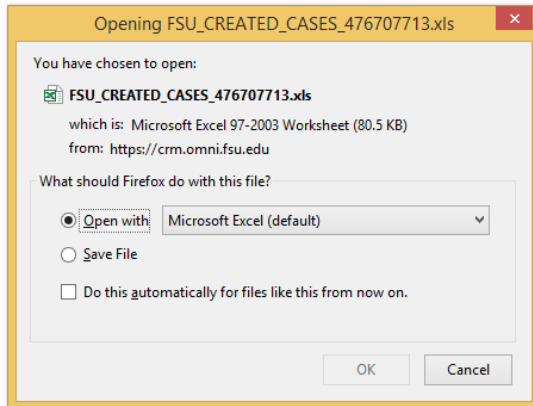 Opening FSU_CREATED_CASES_476707713.xls
You have chosen to open:
FSU_CREATED_CASES_476707713.xls
which is: Microsoft Excel 97-2003 Worksheet (80.5 KB)
from: https://crm.omni.fsu.edu
What should Firefox do with this file?
Open with Microsoft Excel (default)
Save File
Do this automatically for files like this from now on.
OK Cancel